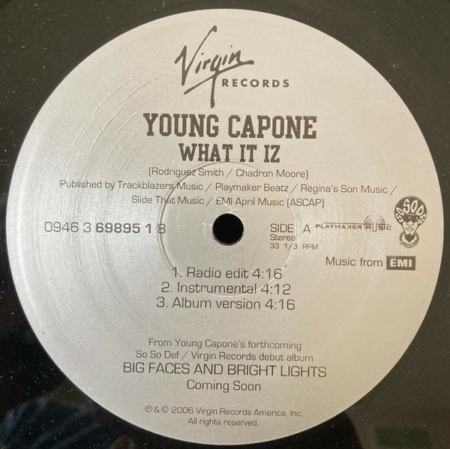 Virgin
RECORDS
YOUNG CAPONE
WHAT IT IZ
[Rodriguez Smith / Chadron Moore]
Published by Trackblazers Music / Playmaker Beatz / Regina's Son Music /
Slide That Music / EMI April Music (ASCAP)
0946 3 69895 1 8
SIDE A
Stereo
33 1/3 RPM
PLAYMAKER MUSIC
SO SO DEF
Music from EMI
1. Radio edit 4:16
2. Instrumental 4:12
3. Album version 4:16
From Young Capone's forthcoming
So So Def / Virgin Records debut album
BIG FACES AND BRIGHT LIGHTS
Coming Soon
℗ & © 2006 Virgin Records America, Inc.
All rights reserved.